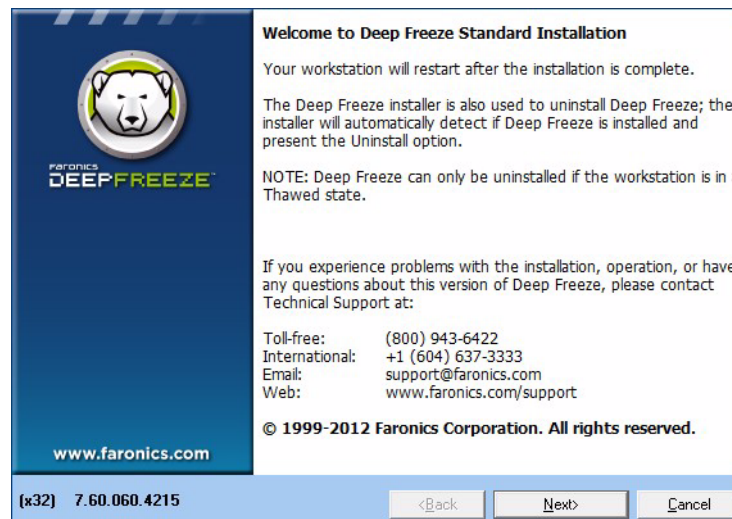 Welcome to Deep Freeze Standard Installation
Your workstation will restart after the installation is complete.
The Deep Freeze installer is also used to uninstall Deep Freeze; the
installer will automatically detect if Deep Freeze is installed and
present the Uninstall option.
NOTE: Deep Freeze can only be uninstalled if the workstation is in
Thawed state.
If you experience problems with the installation, operation, or have
any questions about this version of Deep Freeze, please contact
Technical Support at:
Toll-free: (800) 943-6422
International: +1 (604) 637-3333
Email: support@faronics.com
Web: www.faronics.com/support
© 1999-2012 Faronics Corporation. All rights reserved.
FARONICS
DEEPFREEZE
www.faronics.com
(x32) 7.60.060.4215
<Back Next> Cancel